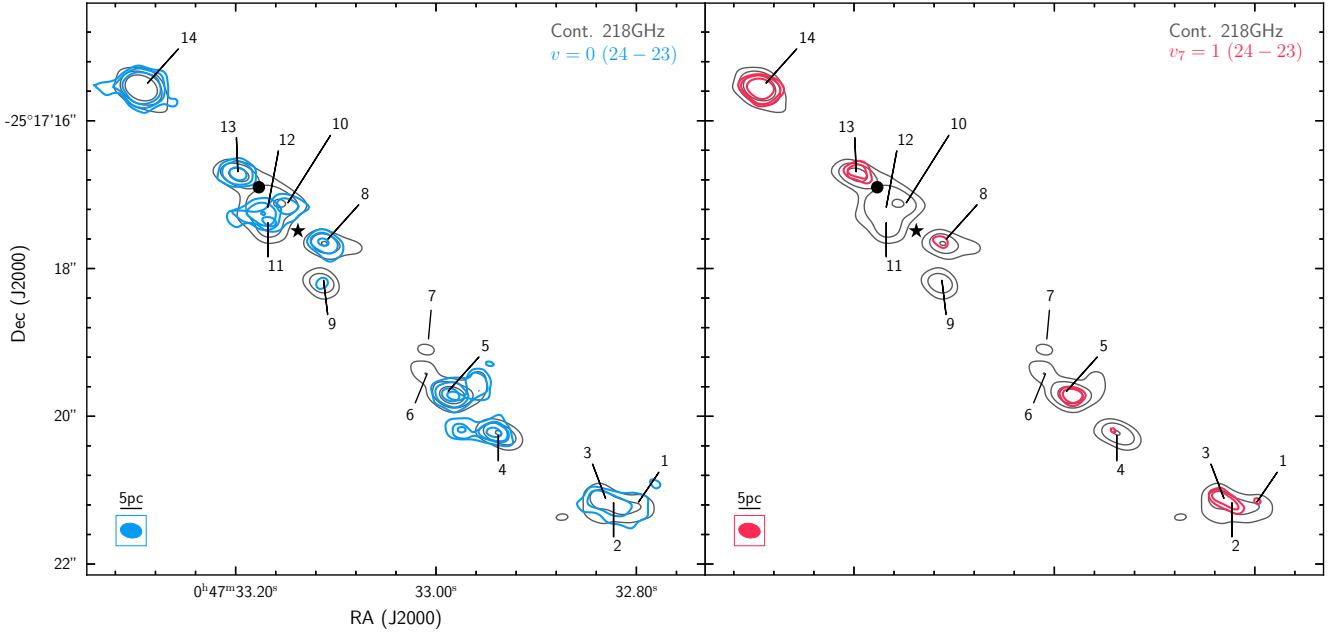 Cont. 218GHz
v = 0 (24 − 23)
14
13
12
10
8
11
9
7
5
6
4
3
1
2
5pc
-25°17'16"
18"
20"
22"
Dec (J2000)
0ʰ47ᵐ33.20ˢ
33.00ˢ
32.80ˢ
RA (J2000)
Cont. 218GHz
v₇ = 1 (24 − 23)
14
13
12
10
8
11
9
7
5
6
4
3
1
2
5pc